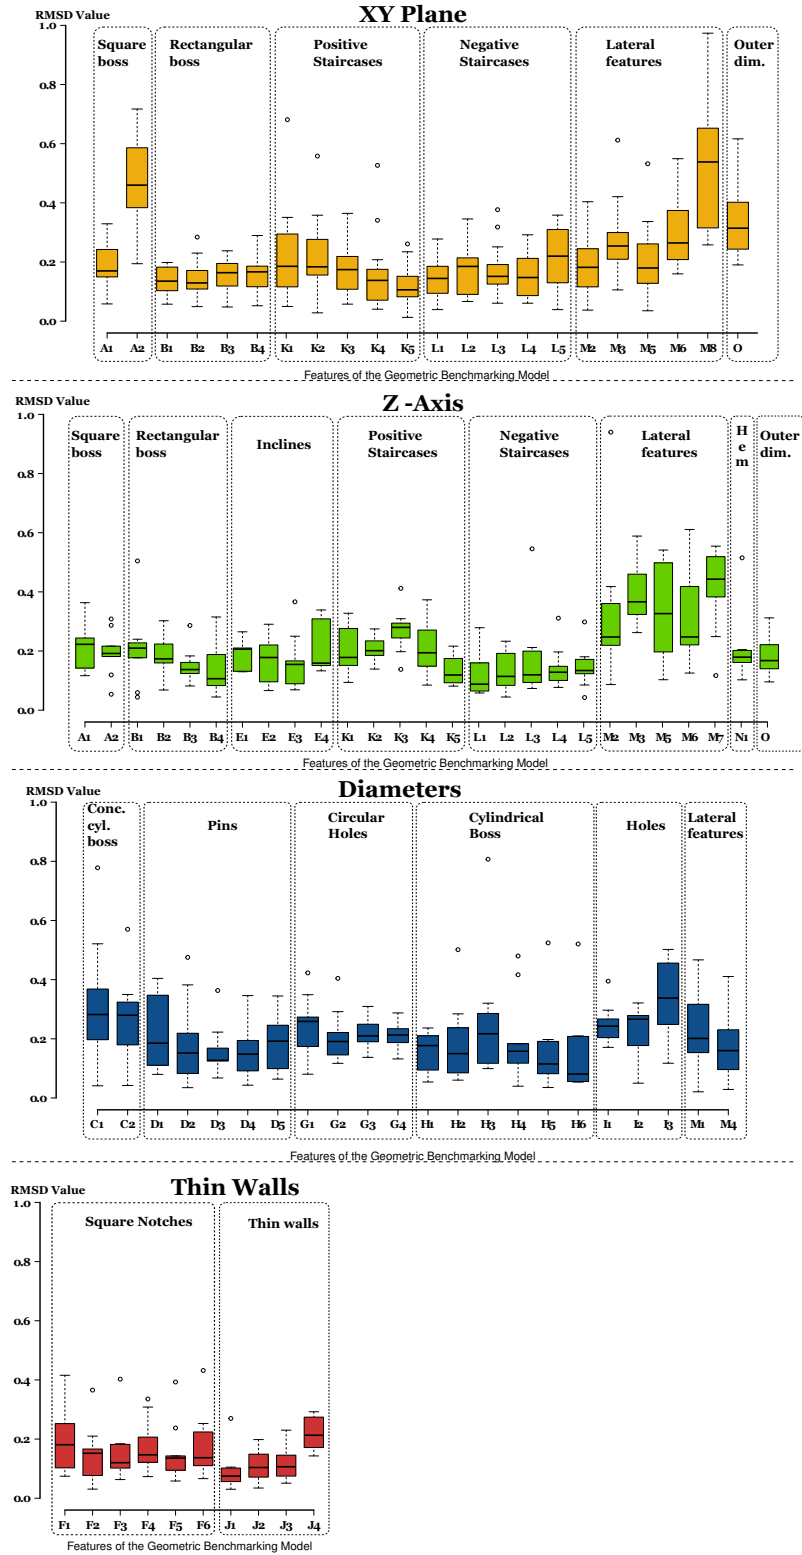 XY Plane
RMSD Value
Square boss
Rectangular boss
Positive Staircases
Negative Staircases
Lateral features
Outer dim.
1.0
0.8
0.6
0.4
0.2
0.0
A1 A2 B1 B2 B3 B4 K1 K2 K3 K4 K5 L1 L2 L3 L4 L5 M2 M3 M5 M6 M8 O
Features of the Geometric Benchmarking Model
Z -Axis
RMSD Value
Square boss
Rectangular boss
Inclines
Positive Staircases
Negative Staircases
Lateral features
H e m
Outer dim.
1.0
0.8
0.6
0.4
0.2
0.0
A1 A2 B1 B2 B3 B4 E1 E2 E3 E4 K1 K2 K3 K4 K5 L1 L2 L3 L4 L5 M2 M3 M5 M6 M7 N1 O
Features of the Geometric Benchmarking Model
Diameters
RMSD Value
Conc. cyl. boss
Pins
Circular Holes
Cylindrical Boss
Holes
Lateral features
1.0
0.8
0.6
0.4
0.2
0.0
C1 C2 D1 D2 D3 D4 D5 G1 G2 G3 G4 H1 H2 H3 H4 H5 H6 I1 I2 I3 M1 M4
Features of the Geometric Benchmarking Model
Thin Walls
RMSD Value
Square Notches
Thin walls
1.0
0.8
0.6
0.4
0.2
0.0
F1 F2 F3 F4 F5 F6 J1 J2 J3 J4
Features of the Geometric Benchmarking Model